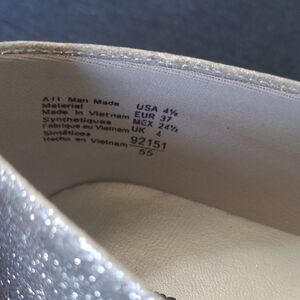 All Man Made USA 4½
Material EUR 37
Made in Vietnam MEX 24½
Synthetiques UK 4
Fabrique au Vietnam
Sintéticos 92151
Hecho en Vietnam 55